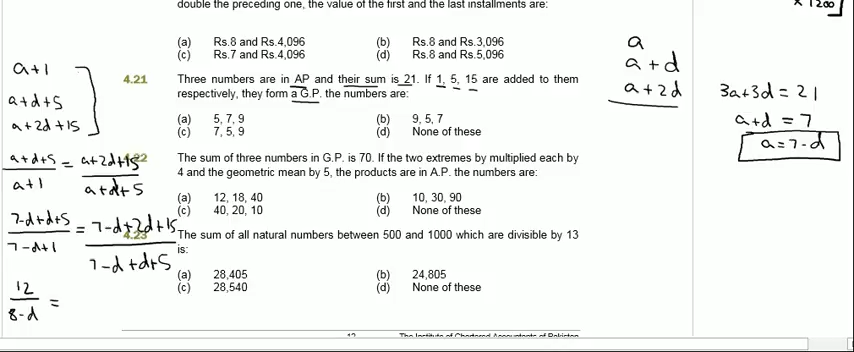 double the preceding one, the value of the first and the last installments are:
× 1200
(a) Rs.8 and Rs.4,096 (b) Rs.8 and Rs.3,096
(c) Rs.7 and Rs.4,096 (d) Rs.8 and Rs.5,096
4.21 Three numbers are in AP and their sum is 21. If 1, 5, 15 are added to them
respectively, they form a G.P. the numbers are:
(a) 5, 7, 9 (b) 9, 5, 7
(c) 7, 5, 9 (d) None of these
4.22 The sum of three numbers in G.P. is 70. If the two extremes by multiplied each by
4 and the geometric mean by 5, the products are in A.P. the numbers are:
(a) 12, 18, 40 (b) 10, 30, 90
(c) 40, 20, 10 (d) None of these
4.23 The sum of all natural numbers between 500 and 1000 which are divisible by 13
is:
(a) 28,405 (b) 24,805
(c) 28,540 (d) None of these
12 The Institute of Chartered Accountants of Pakistan
a+1
a+d+5
a+2d+15
a+d+5 / a+1 = a+2d+15 / a+d+5
7-d+d+5 / 7-d+1 = 7-d+2d+15 / 7-d+d+5
12 / 8-d =
a
a+d
a+2d
3a+3d = 21
a+d = 7
a=7-d